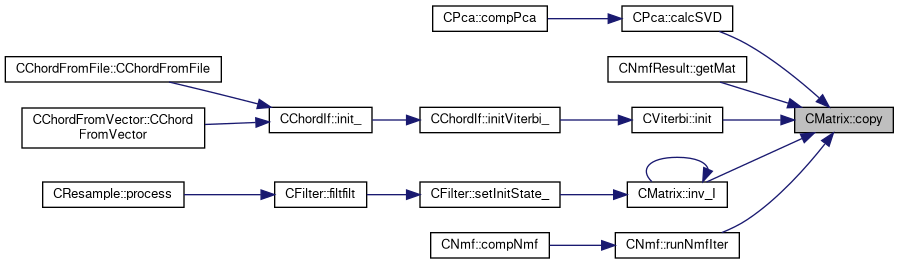 CPca::compPca
CPca::calcSVD
CChordFromFile::CChordFromFile
CNmfResult::getMat
CChordFromVector::CChord
FromVector
CChordIf::init_
CChordIf::initViterbi_
CViterbi::init
CMatrix::copy
CResample::process
CFilter::filtfilt
CFilter::setInitState_
CMatrix::inv_I
CNmf::compNmf
CNmf::runNmfIter